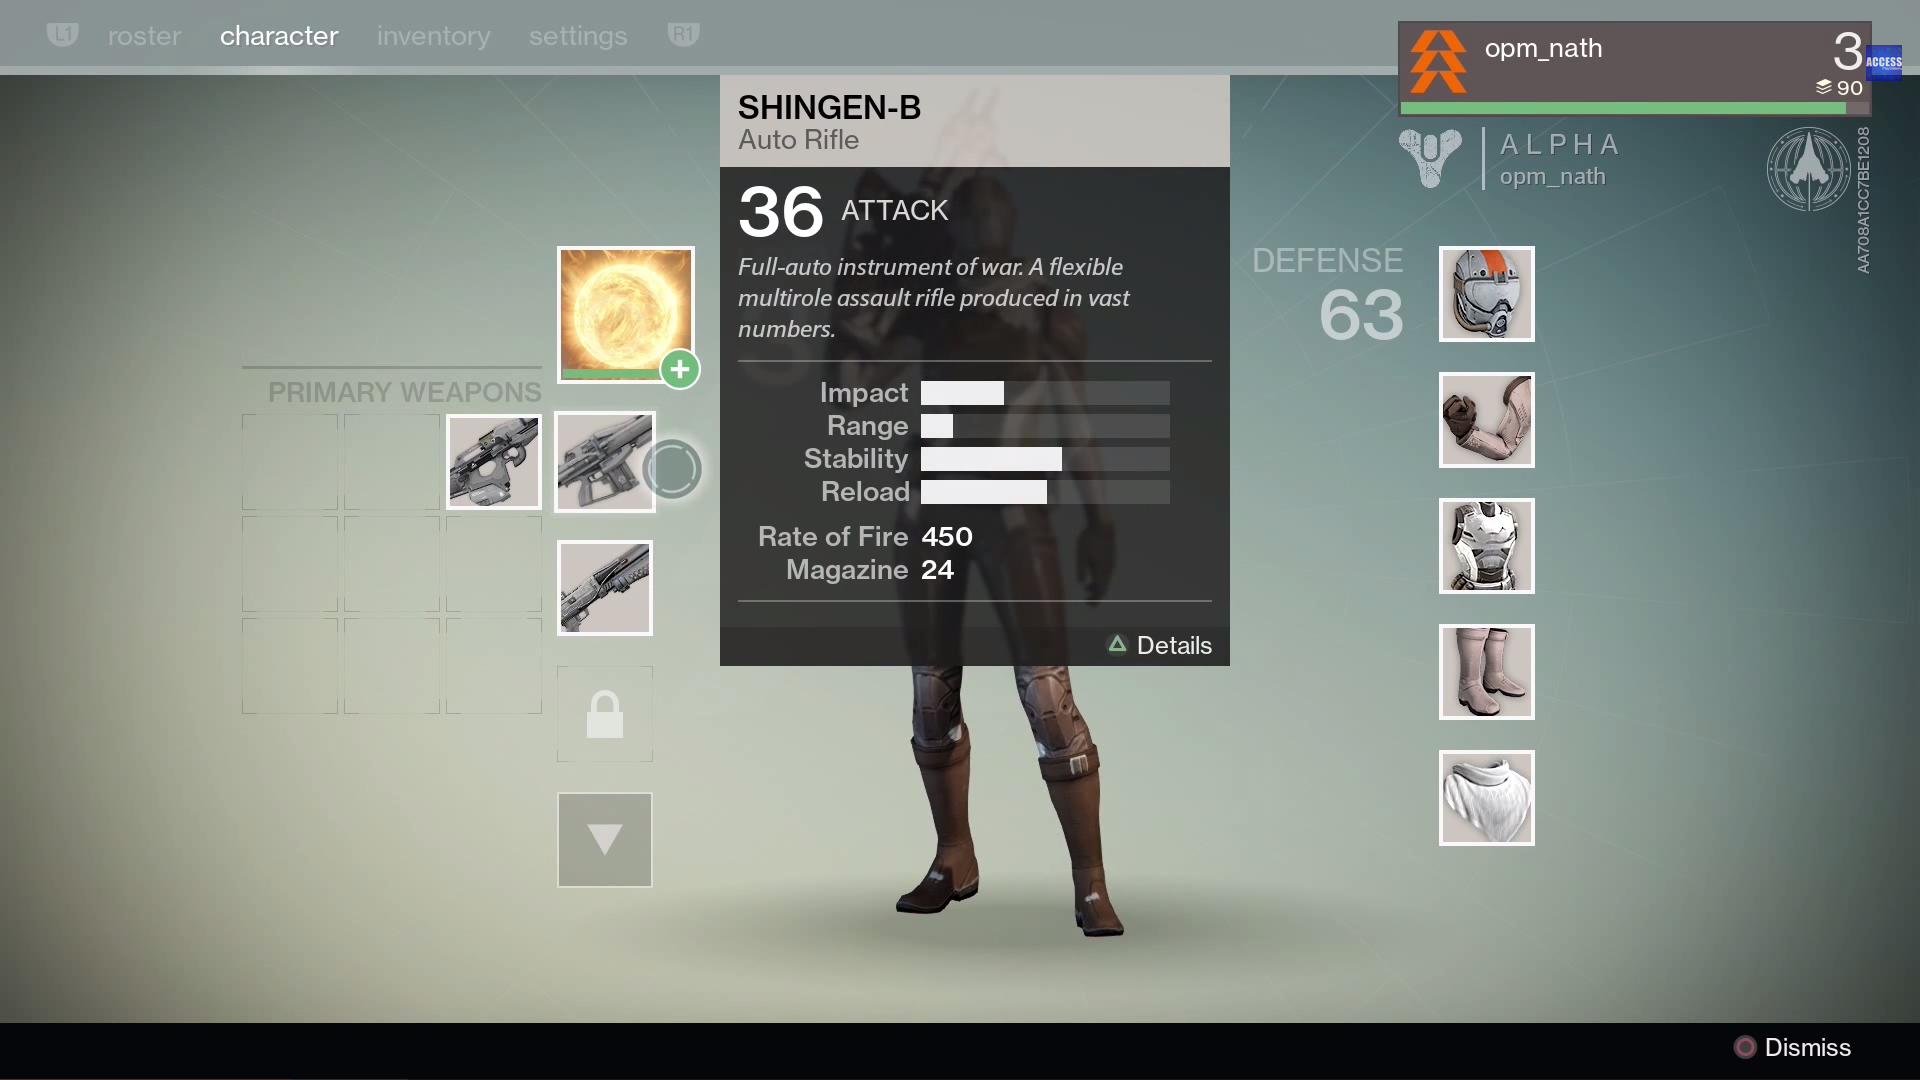 L1 roster character inventory settings R1
opm_nath 3
ACCESS
90
ALPHA
opm_nath
AA708A1CC7BE1208
SHINGEN-B
Auto Rifle
36 ATTACK
Full-auto instrument of war. A flexible
multirole assault rifle produced in vast
numbers.
Impact
Range
Stability
Reload
Rate of Fire 450
Magazine 24
Details
PRIMARY WEAPONS
DEFENSE
63
Dismiss